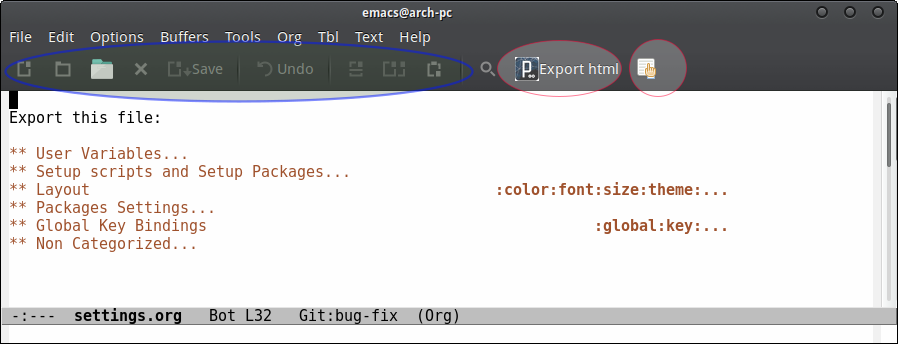 emacs@arch-pc
File Edit Options Buffers Tools Org Tbl Text Help
Save Undo P Export html
Export this file:
** User Variables...
** Setup scripts and Setup Packages...
** Layout :color:font:size:theme:...
** Packages Settings...
** Global Key Bindings :global:key:...
** Non Categorized...
-:--- settings.org Bot L32 Git:bug-fix (Org)